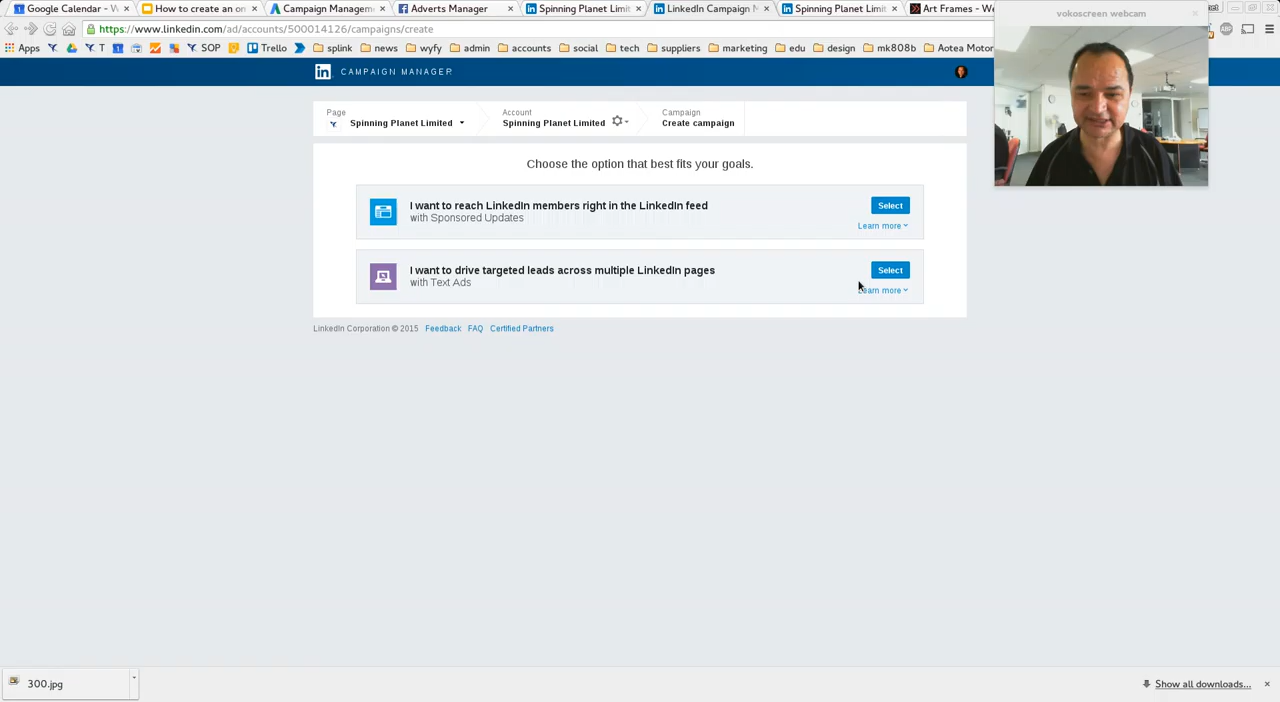 Google Calendar - W
How to create an on
Campaign Managem
Adverts Manager
Spinning Planet Limit
LinkedIn Campaign M
Spinning Planet Limit
Art Frames - We
https://www.linkedin.com/ad/accounts/500014126/campaigns/create
Apps
T
SOP
Trello
splink
news
wyfy
admin
accounts
social
tech
suppliers
marketing
edu
design
mk808b
Aotea Motor
vokoscreen webcam
in CAMPAIGN MANAGER
Page
Spinning Planet Limited
Account
Spinning Planet Limited
Campaign
Create campaign
Choose the option that best fits your goals.
I want to reach LinkedIn members right in the LinkedIn feed
with Sponsored Updates
Select
Learn more
I want to drive targeted leads across multiple LinkedIn pages
with Text Ads
Select
Learn more
LinkedIn Corporation © 2015 Feedback FAQ Certified Partners
300.jpg
Show all downloads...